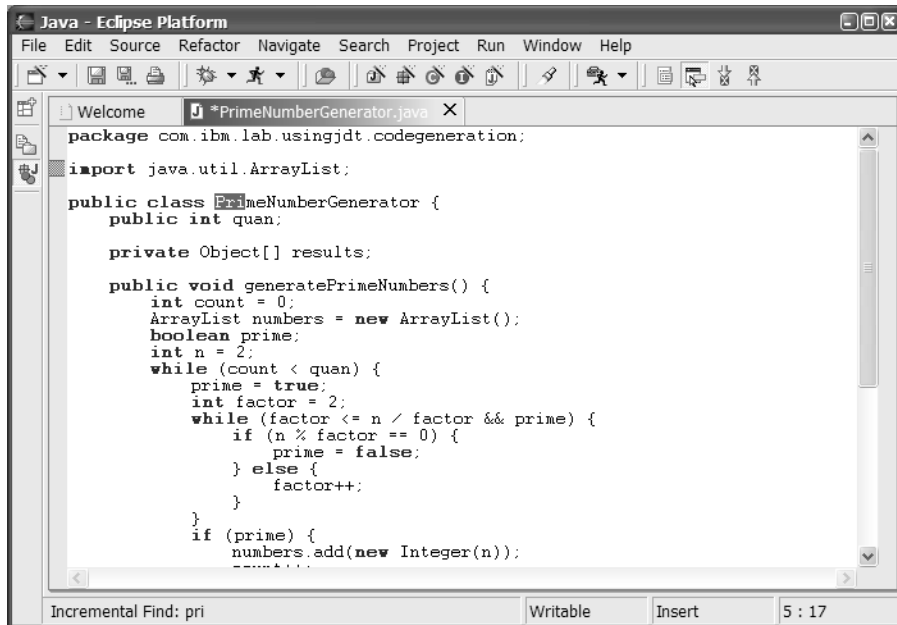 Java - Eclipse Platform
File Edit Source Refactor Navigate Search Project Run Window Help
Welcome *PrimeNumberGenerator.java
package com.ibm.lab.usingjdt.codegeneration;
import java.util.ArrayList;
public class PrimeNumberGenerator {
public int quan;
private Object[] results;
public void generatePrimeNumbers() {
int count = 0;
ArrayList numbers = new ArrayList();
boolean prime;
int n = 2;
while (count < quan) {
prime = true;
int factor = 2;
while (factor <= n / factor && prime) {
if (n % factor == 0) {
prime = false;
} else {
factor++;
}
}
if (prime) {
numbers.add(new Integer(n));
Incremental Find: pri Writable Insert 5 : 17